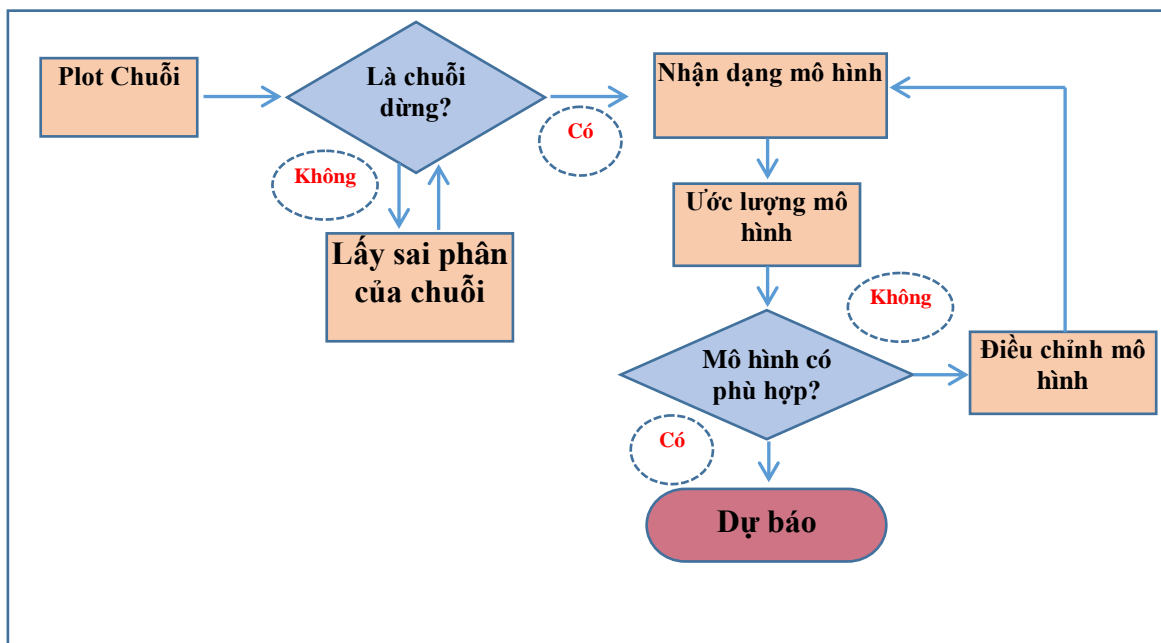 Plot Chuỗi
Là chuỗi
dừng?
Có
Không
Lấy sai phân
của chuỗi
Nhận dạng mô hình
Ước lượng mô
hình
Mô hình có
phù hợp?
Không
Điều chỉnh mô
hình
Có
Dự báo